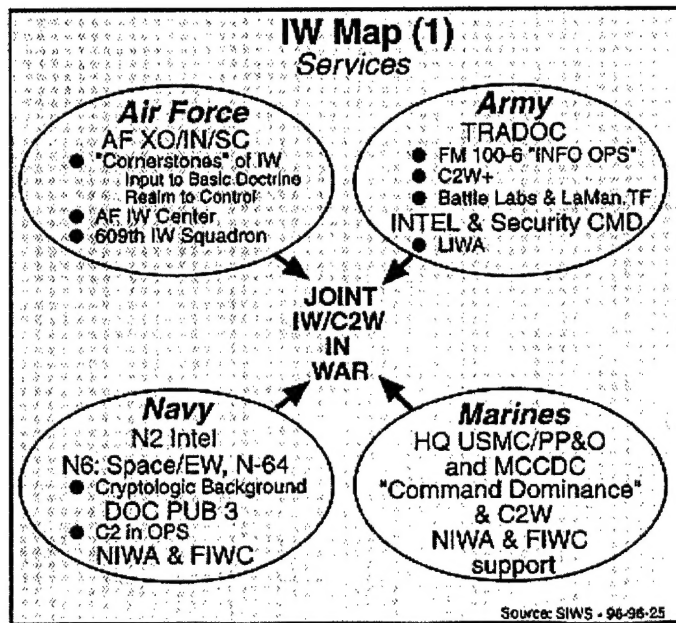 IW Map (1)
Services
Air Force
AF XO/IN/SC
● "Cornerstones" of IW
Input to Basic Doctrine
Realm to Control
● AF IW Center
● 609th IW Squadron
Army
TRADOC
● FM 100-6 "INFO OPS"
● C2W+
● Battle Labs & LaMan.TF
INTEL & Security CMD
● LIWA
JOINT
IW/C2W
IN
WAR
Navy
N2 Intel
N6: Space/EW, N-64
● Cryptologic Background
DOC PUB 3
● C2 in OPS
NIWA & FIWC
Marines
HQ USMC/PP&O
and MCCDC
"Command Dominance"
& C2W
NIWA & FIWC
support
Source: SIWS - 96-96-25